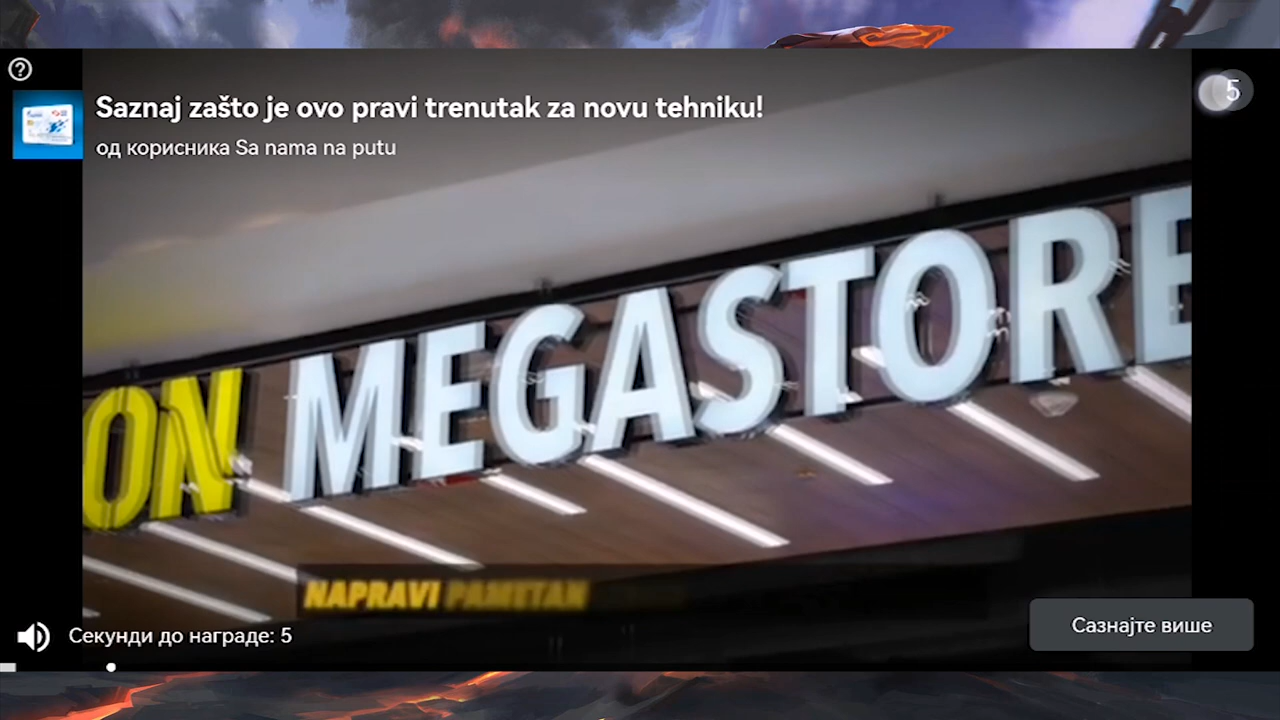 Saznaj zašto je ovo pravi trenutak za novu tehniku!
од корисника Sa nama na putu
5
ON MEGASTORE
NAPRAVI PAMETAN
Секунди до награде: 5
Сазнајте више